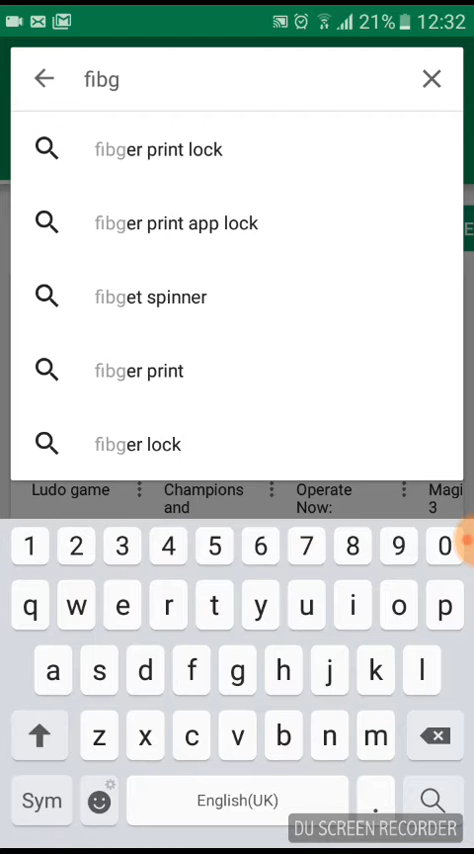 21% 12:32
fibg
fibger print lock
fibger print app lock
fibget spinner
fibger print
fibger lock
E
Ludo game Champions and Operate Now: Magi 3
1 2 3 4 5 6 7 8 9 0
q w e r t y u i o p
a s d f g h j k l
z x c v b n m
Sym English(UK) .
DU SCREEN RECORDER